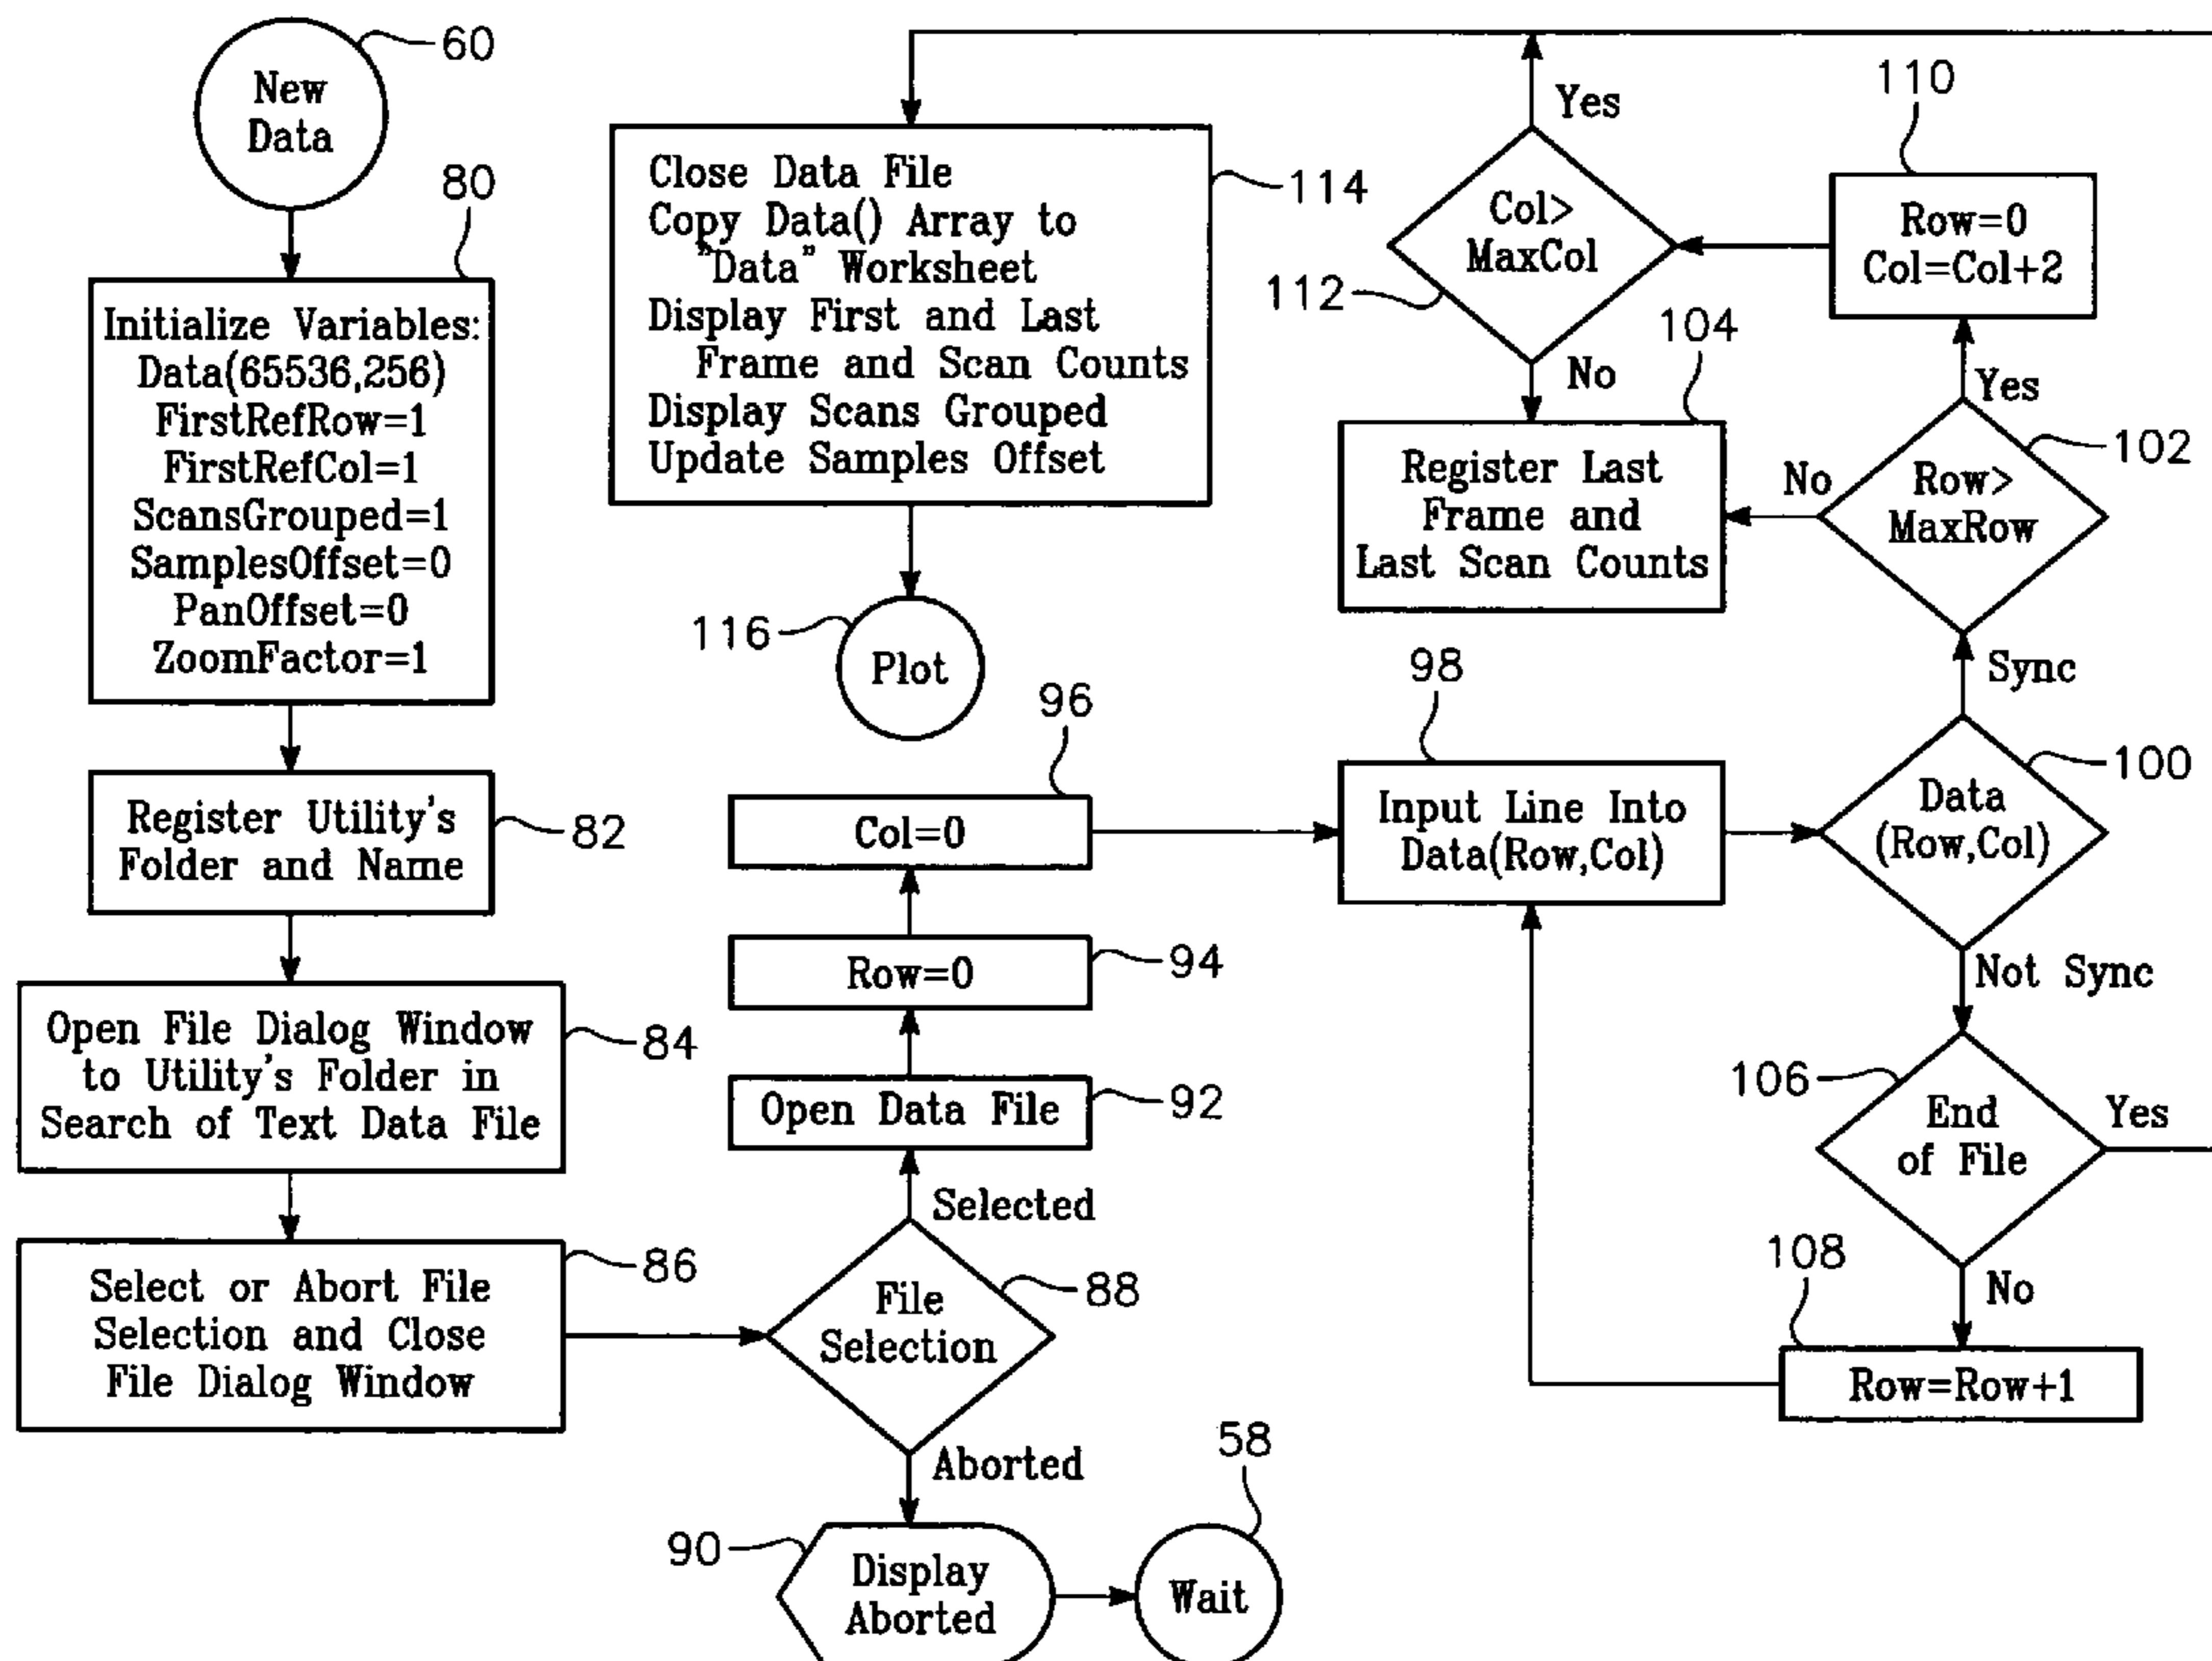 60
New
Data
80
Initialize Variables:
Data(65536,256)
FirstRefRow=1
FirstRefCol=1
ScansGrouped=1
SamplesOffset=0
PanOffset=0
ZoomFactor=1
Register Utility's
Folder and Name
82
Open File Dialog Window
to Utility's Folder in
Search of Text Data File
84
Select or Abort File
Selection and Close
File Dialog Window
86
File
Selection
88
Selected
Aborted
90
Display
Aborted
58
Wait
Open Data File
92
Row=0
94
96
Col=0
98
Input Line Into
Data(Row,Col)
Data
(Row,Col)
100
Sync
Not Sync
Row>
MaxRow
102
No
Yes
104
Register Last
Frame and
Last Scan Counts
106
End
of File
Yes
No
108
Row=Row+1
110
Row=0
Col=Col+2
Col>
MaxCol
112
Yes
No
Close Data File
Copy Data() Array to
"Data" Worksheet
Display First and Last
Frame and Scan Counts
Display Scans Grouped
Update Samples Offset
114
116
Plot